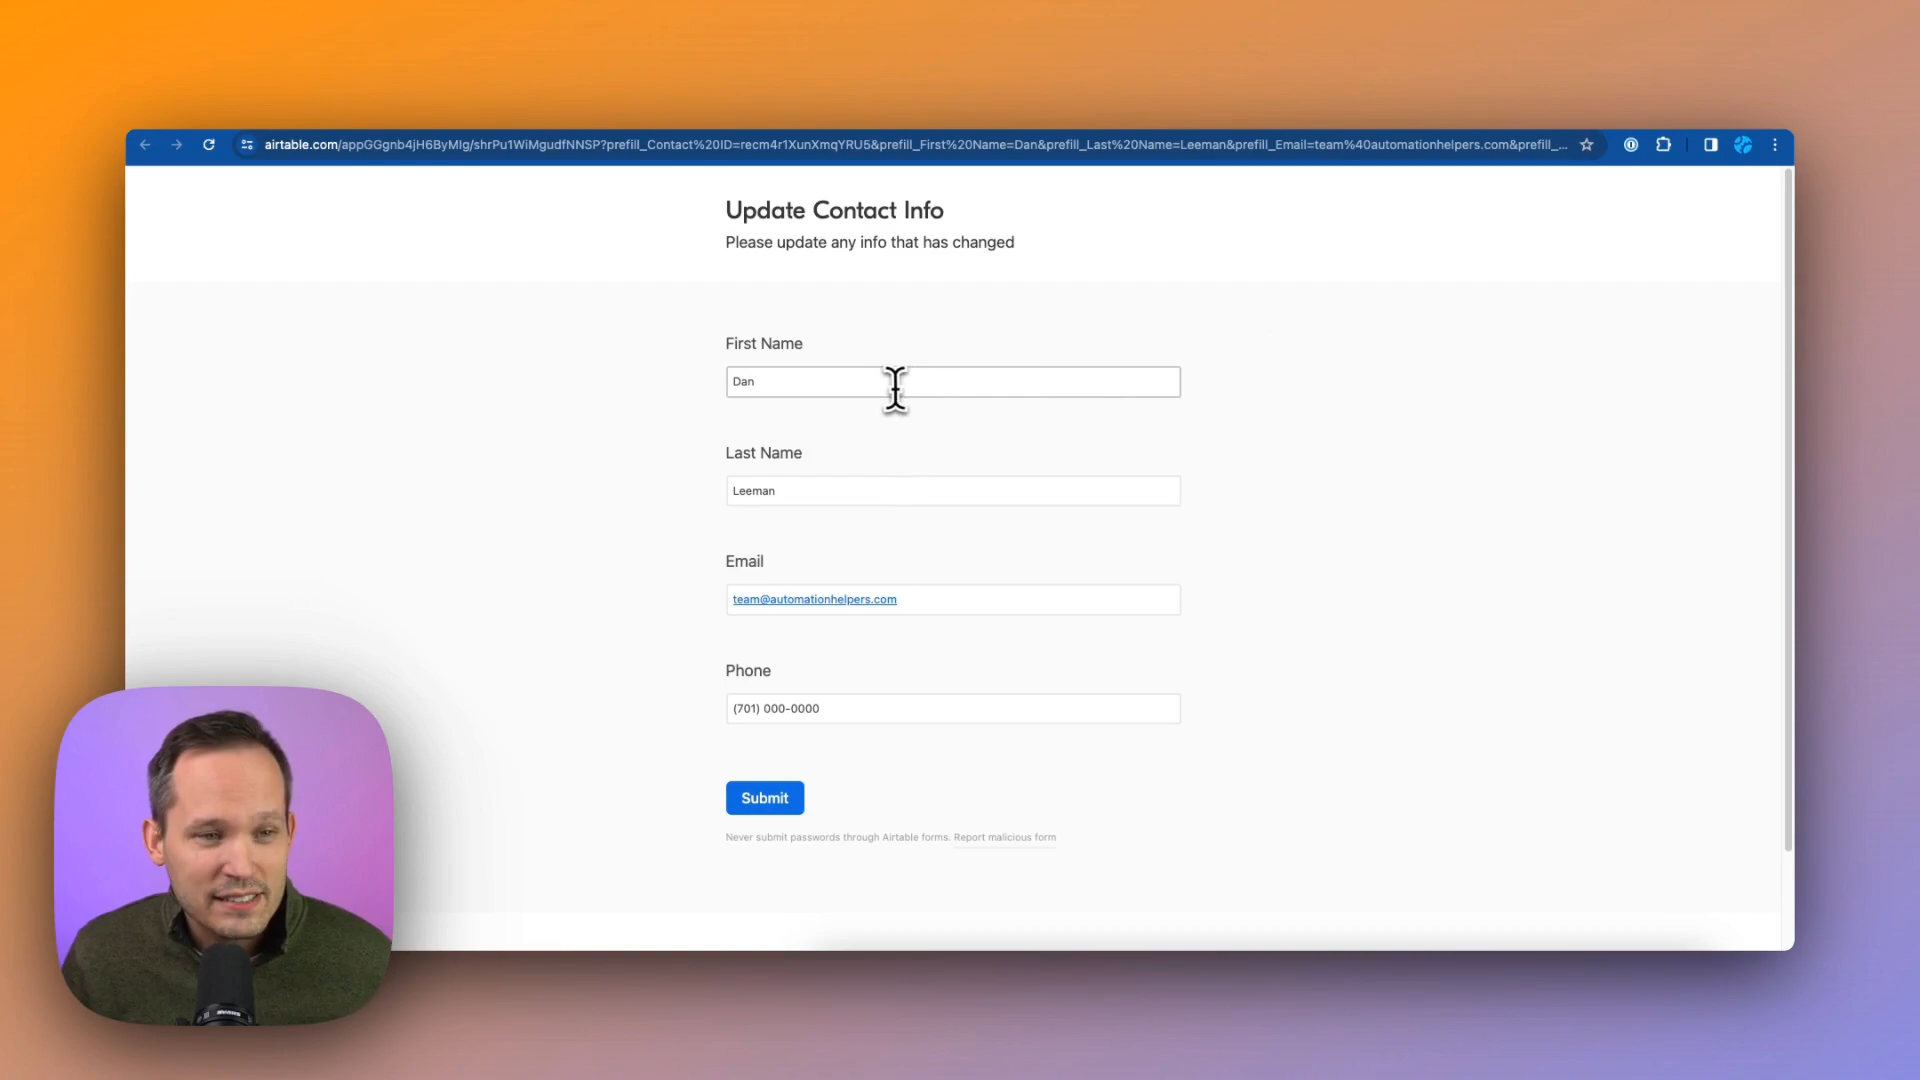 airtable.com/appGGgnb4jH6ByMIg/shrPu1WiMgudfNNSP?prefill_Contact%20ID=recm4r1XunXmqYRU5&prefill_First%20Name=Dan&prefill_Last%20Name=Leeman&prefill_Email=team%40automationhelpers.com&prefill_...
Update Contact Info
Please update any info that has changed
First Name
Dan
Last Name
Leeman
Email
team@automationhelpers.com
Phone
(701) 000-0000
Submit
Never submit passwords through Airtable forms. Report malicious form